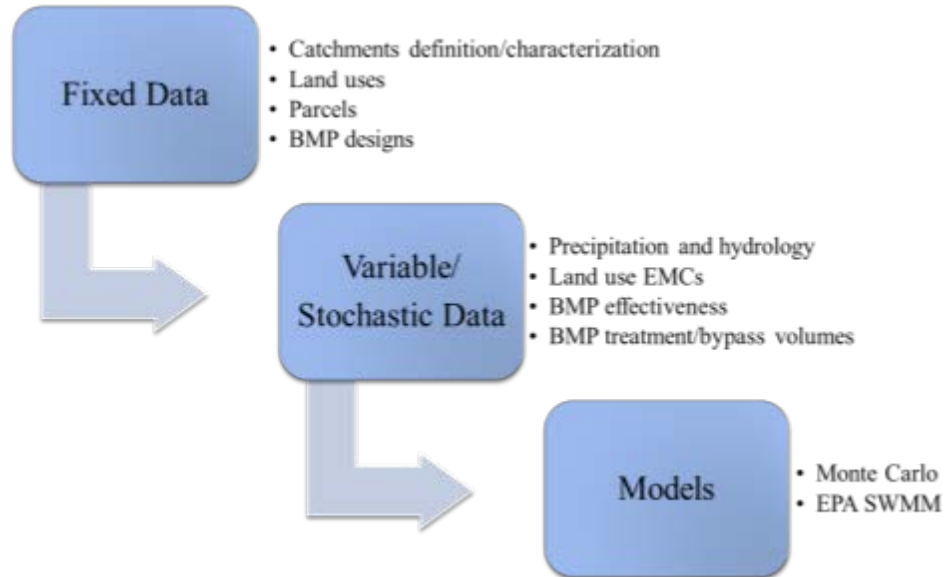 Fixed Data
• Catchments definition/characterization
• Land uses
• Parcels
• BMP designs
Variable/
Stochastic Data
• Precipitation and hydrology
• Land use EMCs
• BMP effectiveness
• BMP treatment/bypass volumes
Models
• Monte Carlo
• EPA SWMM